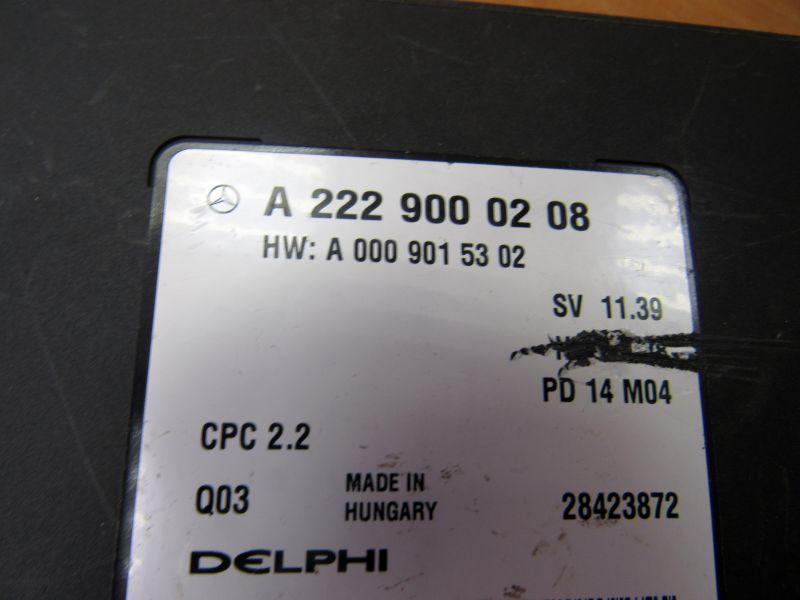 A 222 900 02 08
HW: A 000 901 53 02
SV 11.39
PD 14 M04
CPC 2.2
Q03
MADE IN
HUNGARY
28423872
DELPHI